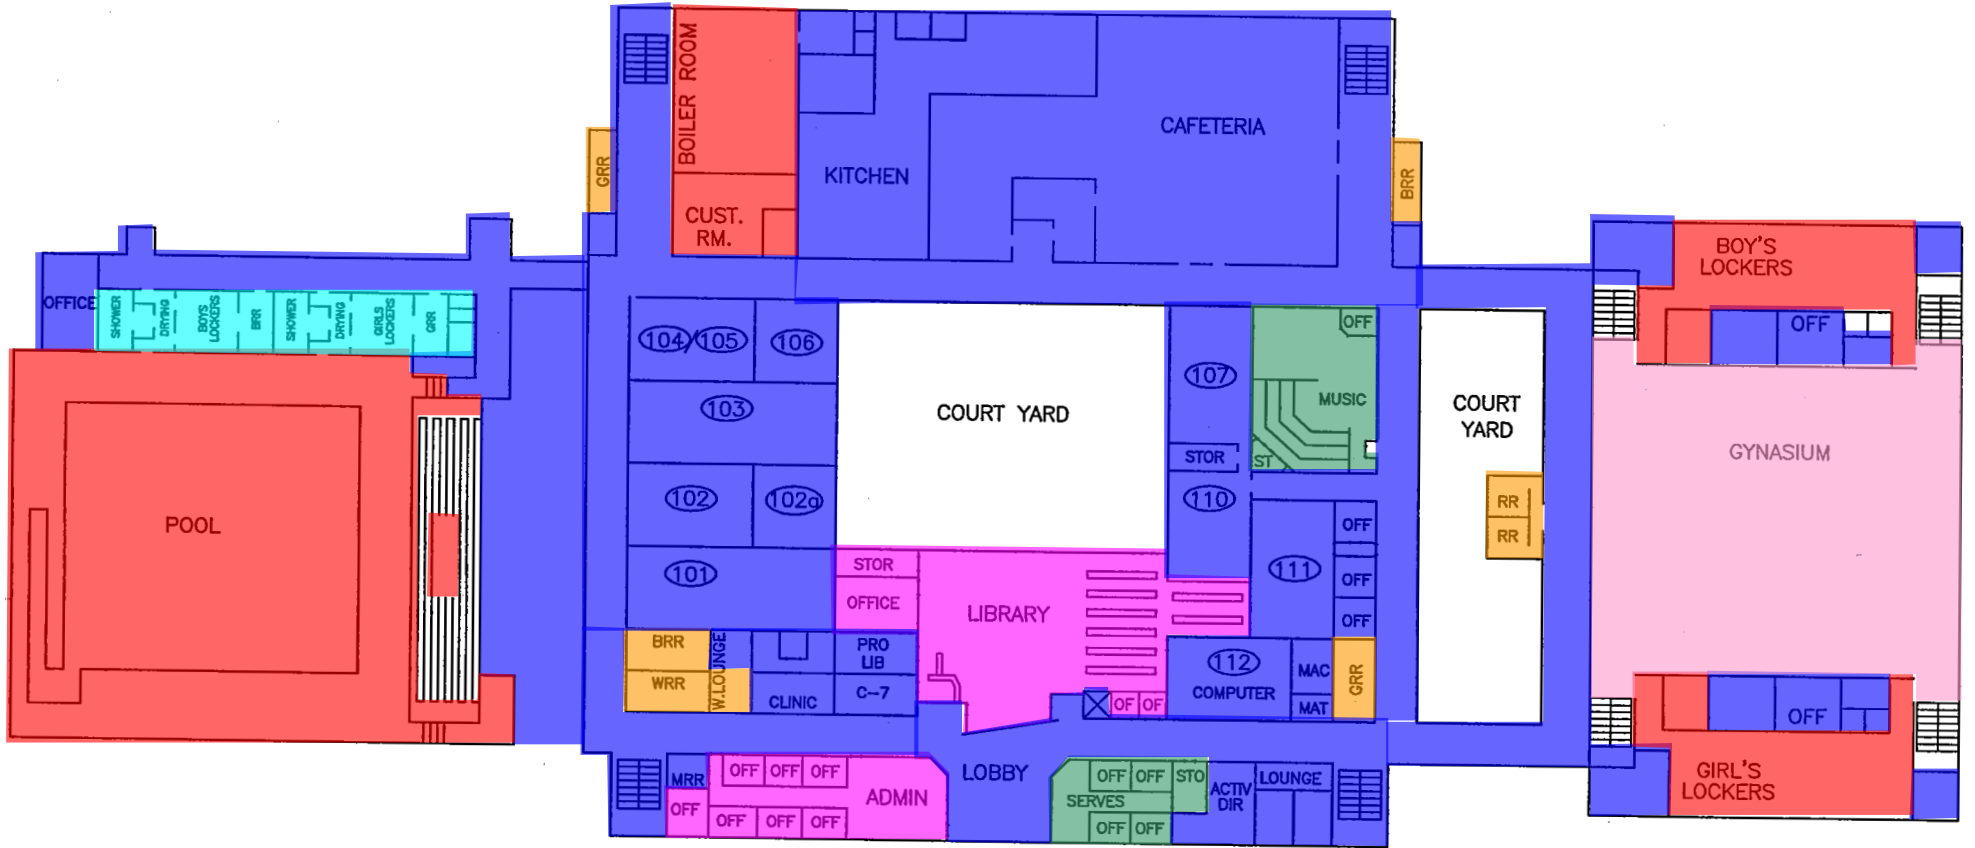 BOILER ROOM
CAFETERIA
KITCHEN
GRR
BRR
CUST.
RM.
BOY'S
LOCKERS
OFFICE
SHOWER
DRYING
BOYS
LOCKERS
BRR
SHOWER
DRYING
GIRLS
LOCKERS
GRR
104/105
106
OFF
OFF
107
MUSIC
103
COURT YARD
COURT
YARD
GYNASIUM
STOR
ST
102
102a
110
RR
RR
POOL
OFF
101
STOR
OFFICE
LIBRARY
111
OFF
OFF
BRR
WRR
W.LOUNGE
CLINIC
PRO
LIB
C-7
112
COMPUTER
MAC
MAT
GRR
OF
OF
OFF
MRR
OFF
OFF
OFF
OFF
ADMIN
OFF
OFF
OFF
LOBBY
OFF
OFF
STO
SERVES
OFF
OFF
ACTIV
DIR
LOUNGE
GIRL'S
LOCKERS